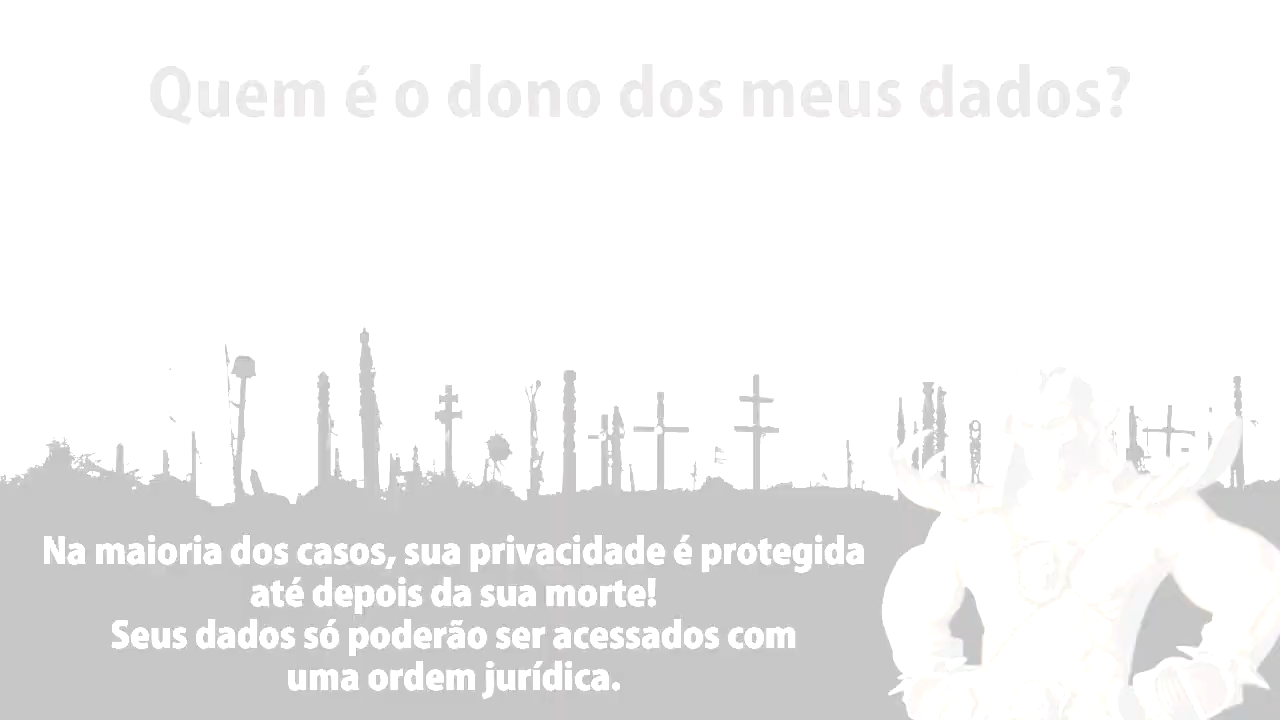 Quem é o dono dos meus dados?
Na maioria dos casos, sua privacidade é protegida
até depois da sua morte!
Seus dados só poderão ser acessados com
uma ordem jurídica.